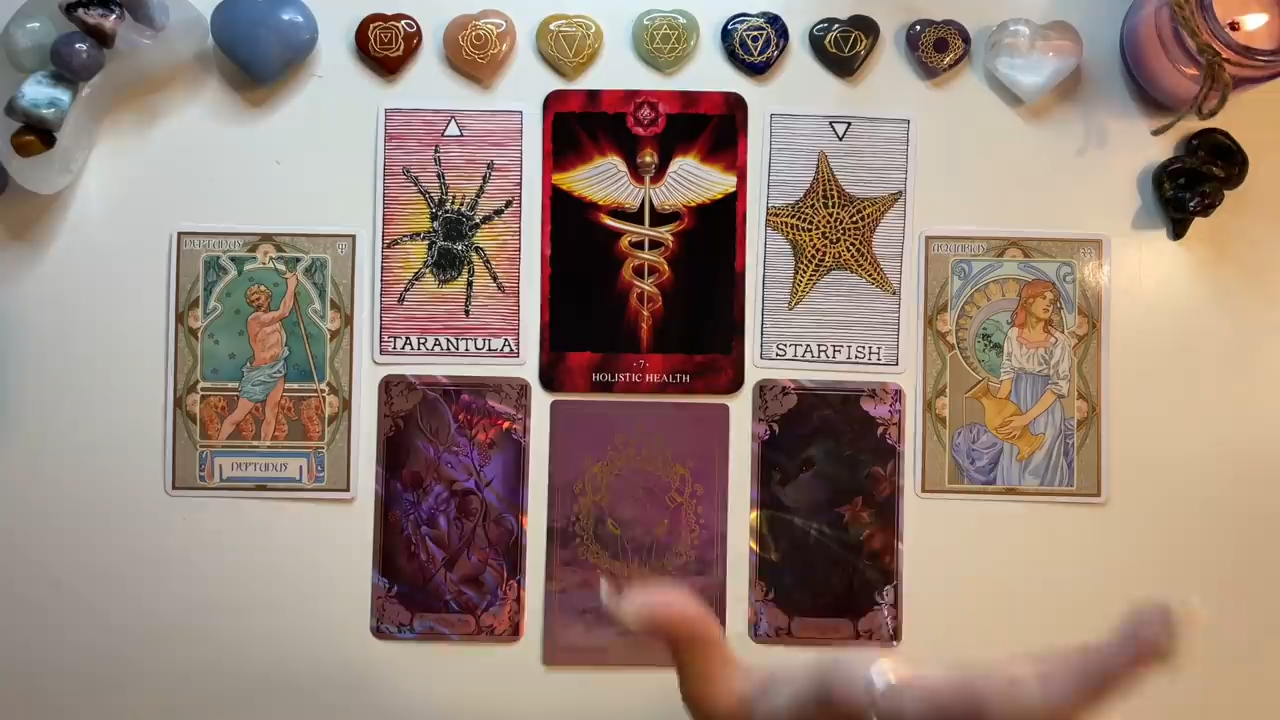 NEPTUNUS
TARANTULA
· 7 ·
HOLISTIC HEALTH
STARFISH
AQUARIUS
NEPTUNUS